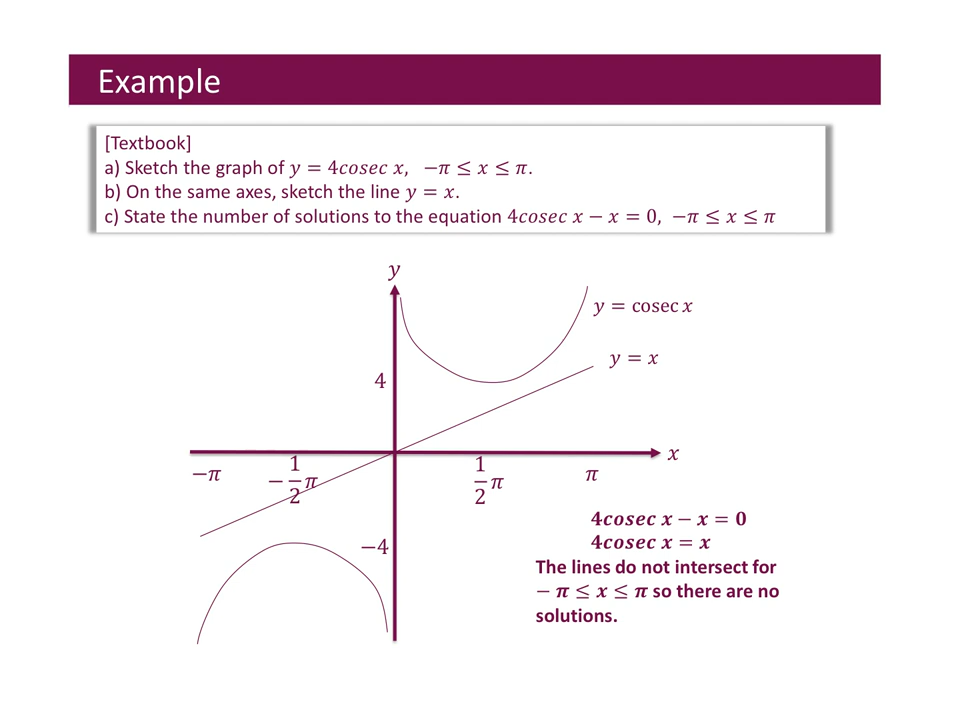 Example
[Textbook]
a) Sketch the graph of y = 4cosec x, −π ≤ x ≤ π.
b) On the same axes, sketch the line y = x.
c) State the number of solutions to the equation 4cosec x − x = 0, −π ≤ x ≤ π
y
y = cosec x
y = x
4
x
−π
−1/2 π
1/2 π
π
−4
4cosec x − x = 0
4cosec x = x
The lines do not intersect for
− π ≤ x ≤ π so there are no
solutions.